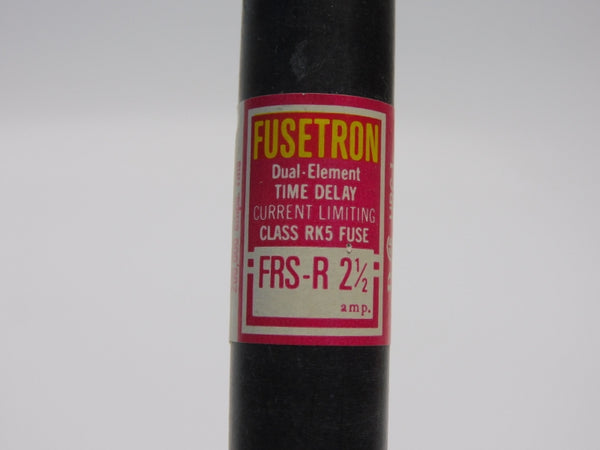 FUSETRON
Dual-Element
TIME DELAY
CURRENT LIMITING
CLASS RK5 FUSE
FRS-R 2½
amp.